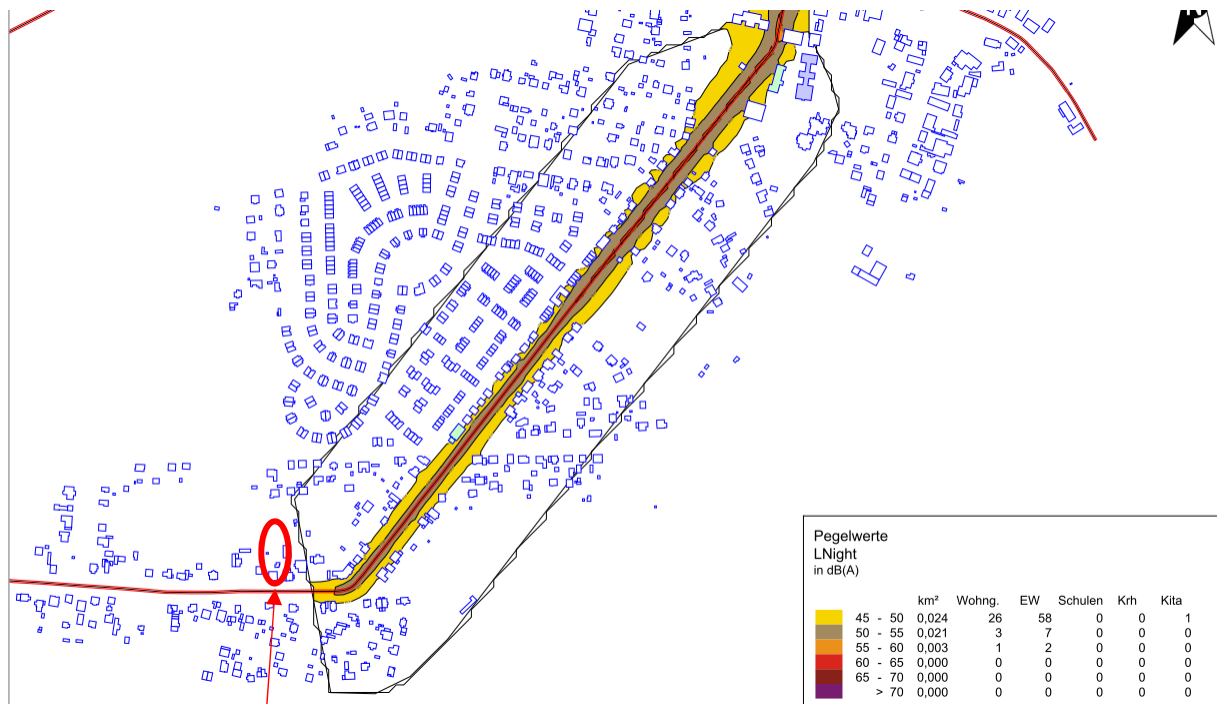 Pegelwerte
LNight
in dB(A)
km² Wohng. EW Schulen Krh Kita
45 - 50 0,024 26 58 0 0 1
50 - 55 0,021 3 7 0 0 0
55 - 60 0,003 1 2 0 0 0
60 - 65 0,000 0 0 0 0 0
65 - 70 0,000 0 0 0 0 0
> 70 0,000 0 0 0 0 0